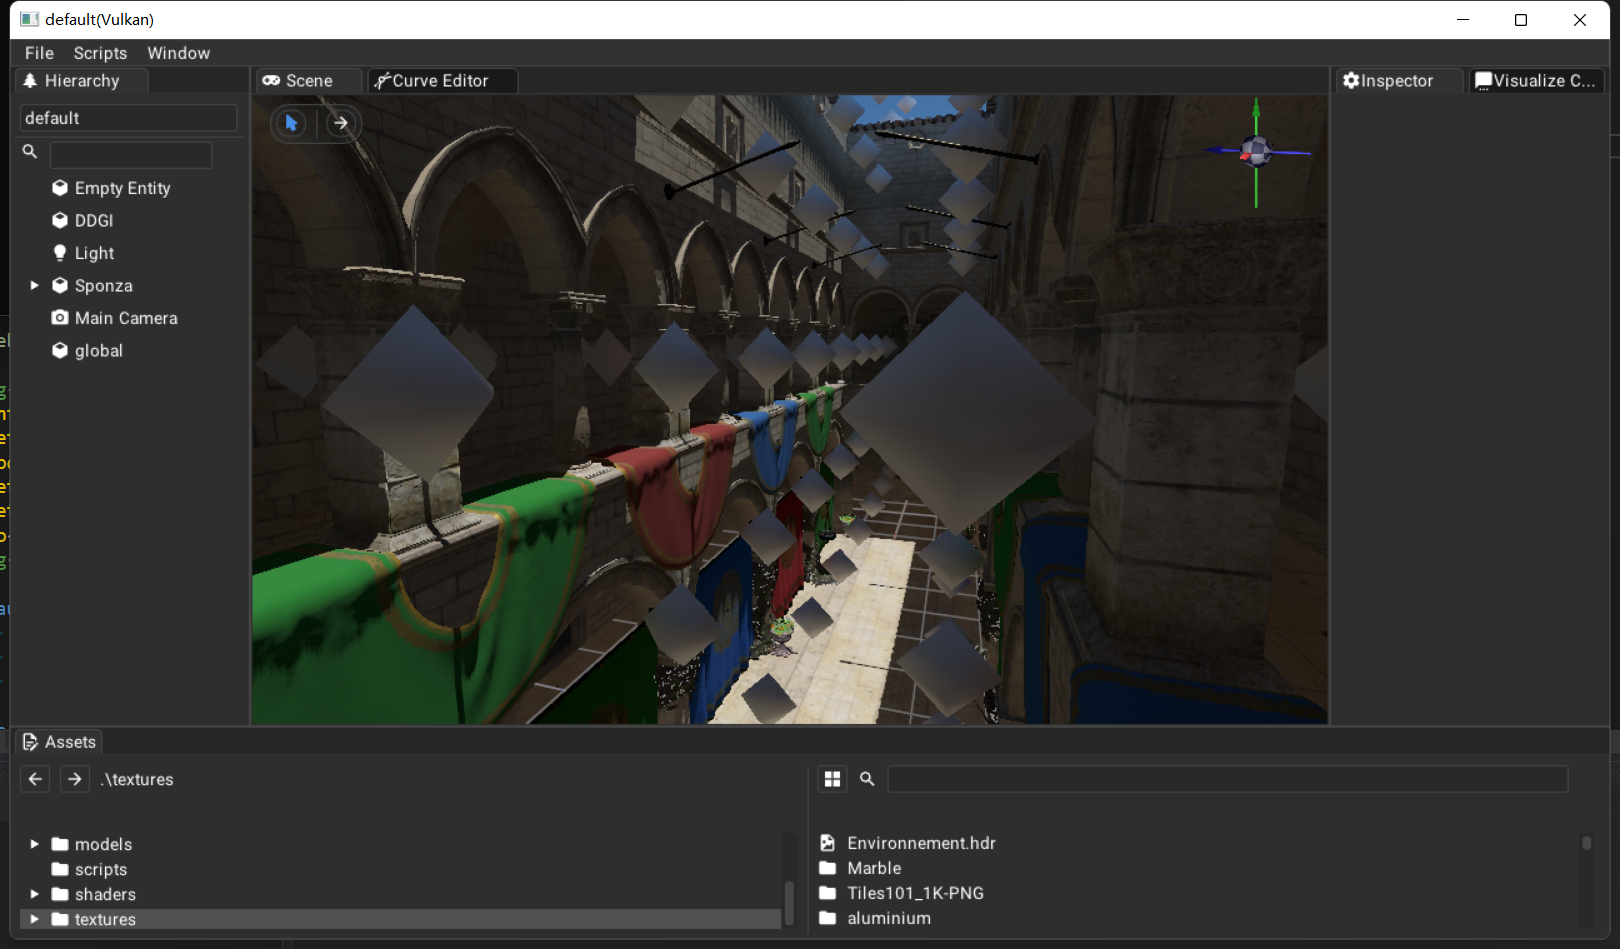 default(Vulkan)
File Scripts Window
Hierarchy
Scene
Curve Editor
Inspector
Visualize C...
default
Empty Entity
DDGI
Light
Sponza
Main Camera
global
Assets
.\textures
models
scripts
shaders
textures
Environnement.hdr
Marble
Tiles101_1K-PNG
aluminium